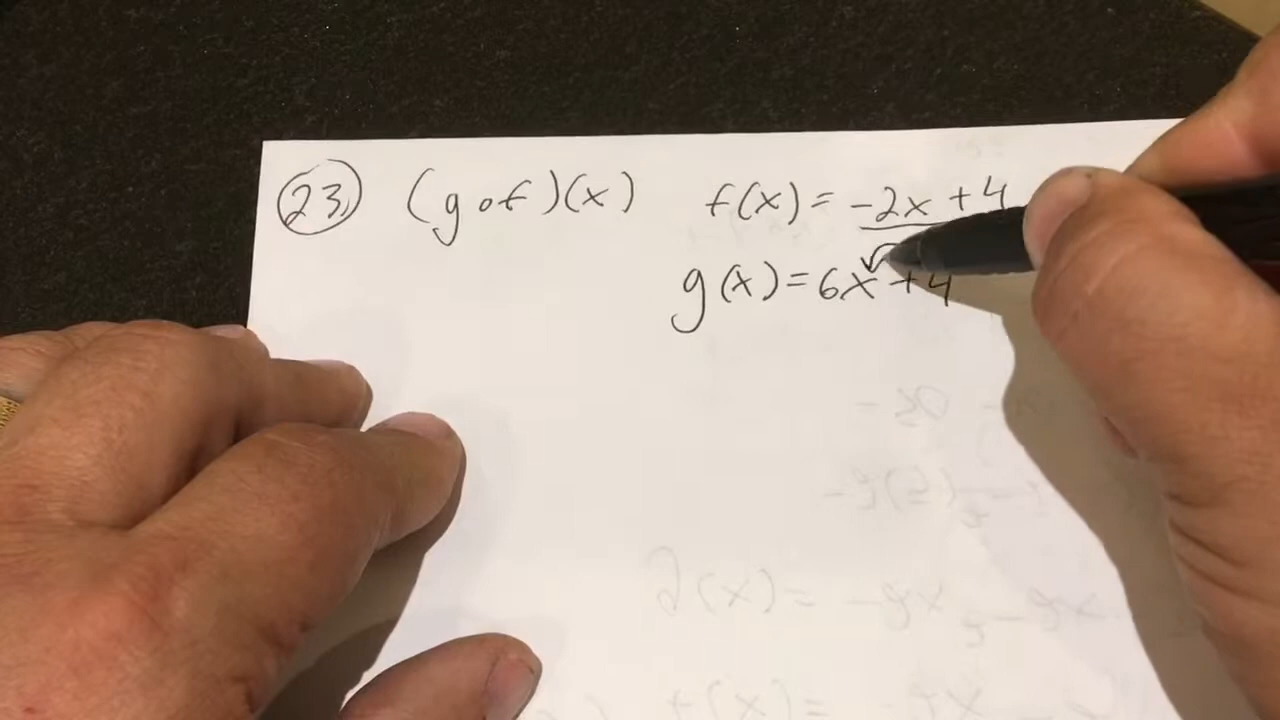 23. (g∘f)(x) f(x) = -2x + 4
g(x) = 6x + 4